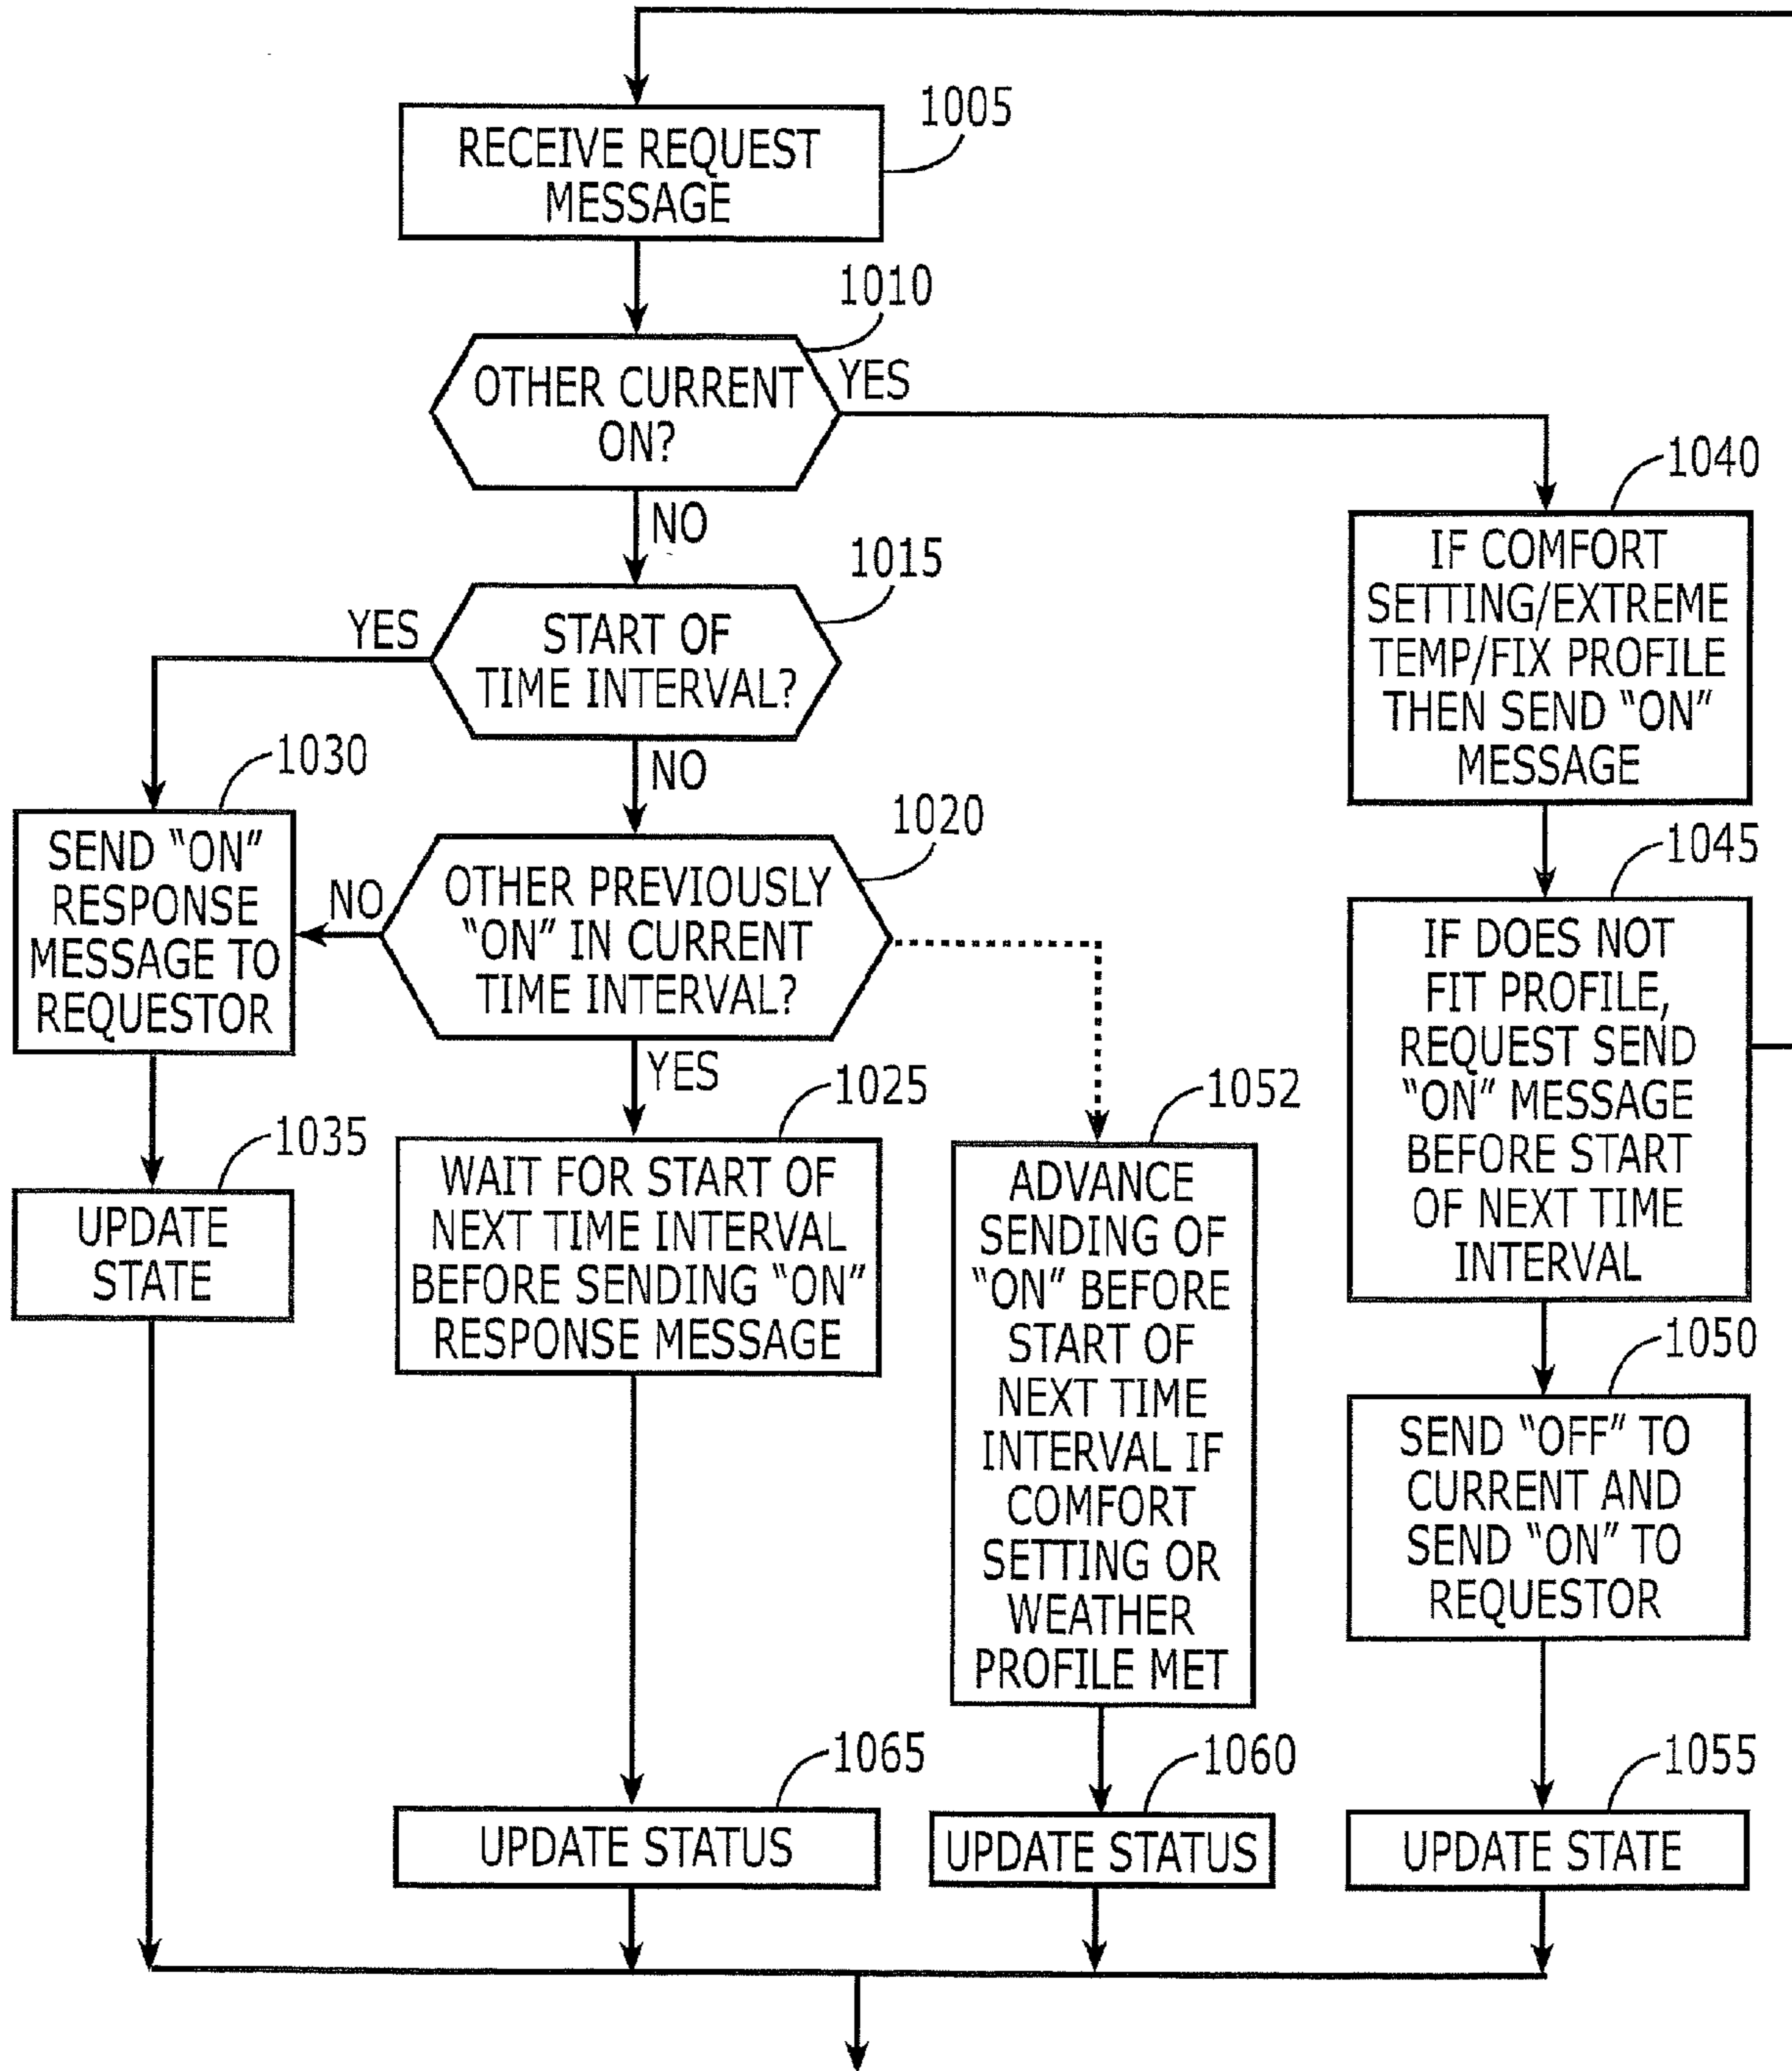 1005
RECEIVE REQUEST
MESSAGE
1010
OTHER CURRENT
ON?
YES
NO
1015
START OF
TIME INTERVAL?
YES
NO
1020
OTHER PREVIOUSLY
"ON" IN CURRENT
TIME INTERVAL?
NO
YES
1030
SEND "ON"
RESPONSE
MESSAGE TO
REQUESTOR
1035
UPDATE
STATE
1025
WAIT FOR START OF
NEXT TIME INTERVAL
BEFORE SENDING "ON"
RESPONSE MESSAGE
1065
UPDATE STATUS
1052
ADVANCE
SENDING OF
"ON" BEFORE
START OF
NEXT TIME
INTERVAL IF
COMFORT
SETTING OR
WEATHER
PROFILE MET
1060
UPDATE STATUS
1040
IF COMFORT
SETTING/EXTREME
TEMP/FIX PROFILE
THEN SEND "ON"
MESSAGE
1045
IF DOES NOT
FIT PROFILE,
REQUEST SEND
"ON" MESSAGE
BEFORE START
OF NEXT TIME
INTERVAL
1050
SEND "OFF" TO
CURRENT AND
SEND "ON" TO
REQUESTOR
1055
UPDATE STATE